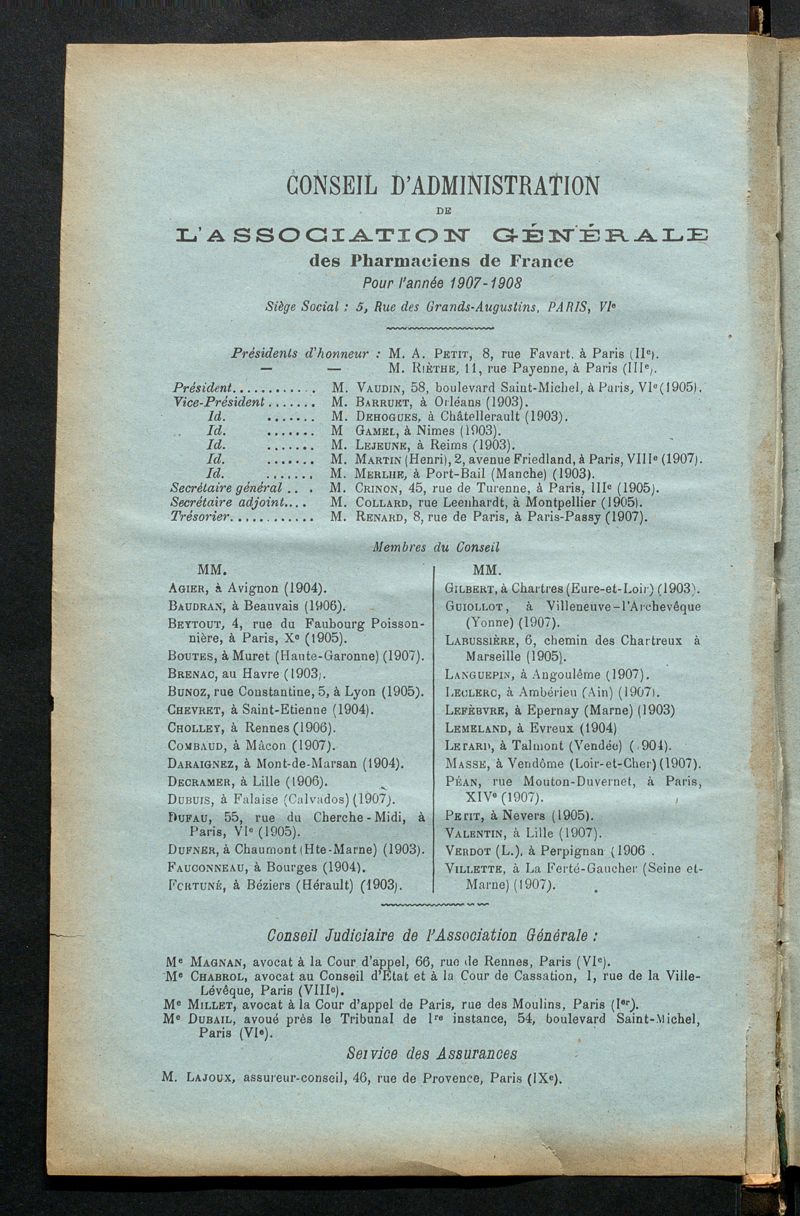 CONSEIL D'ADMINISTRATION
DE
L'ASSOCIATION GÉNÉRALE
des Pharmaciens de France
Pour l'année 1907-1908
Siège Social : 5, Rue des Grands-Augustins, PARIS, VIe
Présidents d'honneur : M. A. PETIT, 8, rue Favart. à Paris (IIe).
— — M. RIÈTHE, 11, rue Payenne, à Paris (IIIe).
Président............ M. VAUDIN, 58, boulevard Saint-Michel, à Paris, VIe (1905).
Vice-Président....... M. BARRUET, à Orléans (1903).
Id. ....... M. DEHOGUES, à Châtellerault (1903).
Id. ....... M GAMEL, à Nimes (1903).
Id. ....... M. LEJEUNE, à Reims (1903).
Id. ....... M. MARTIN (Henri), 2, avenue Friedland, à Paris, VIIIe (1907).
Id. ....... M. MERLHE, à Port-Bail (Manche) (1903).
Secrétaire général .. . M. CRINON, 45, rue de Turenne, à Paris, IIIe (1905).
Secrétaire adjoint.... M. COLLARD, rue Leenhardt, à Montpellier (1905).
Trésorier............ M. RENARD, 8, rue de Paris, à Paris-Passy (1907).
Membres du Conseil
MM.
AGIER, à Avignon (1904).
BAUDRAN, à Beauvais (1906).
BEYTOUT, 4, rue du Faubourg Poisson-
nière, à Paris, Xe (1905).
BOUTES, à Muret (Haute-Garonne) (1907).
BRENAC, au Havre (1903).
BUNOZ, rue Constantine, 5, à Lyon (1905).
CHEVRET, à Saint-Etienne (1904).
CHOLLEY, à Rennes (1906).
COMBAUD, à Mâcon (1907).
DARAIGNEZ, à Mont-de-Marsan (1904).
DECRAMER, à Lille (1906).
DUBUIS, à Falaise (Calvados) (1907).
DUFAU, 55, rue du Cherche-Midi, à
Paris, VIe (1905).
DUFNER, à Chaumont (Hte-Marne) (1903).
FAUCONNEAU, à Bourges (1904).
FORTUNÉ, à Béziers (Hérault) (1903).
MM.
GILBERT, à Chartres (Eure-et-Loir) (1903).
GUIOLLOT, à Villeneuve-l'Archevêque
(Yonne) (1907).
LABUSSIÈRE, 6, chemin des Chartreux à
Marseille (1905).
LANGUEPIN, à Angoulême (1907).
LECLERC, à Ambérieu (Ain) (1907).
LEFÈBVRE, à Epernay (Marne) (1903)
LEMELAND, à Evreux (1904)
LETARD, à Talmont (Vendée) ( 904).
MASSE, à Vendôme (Loir-et-Cher) (1907).
PÉAN, rue Mouton-Duvernet, à Paris,
XIVe (1907).
PETIT, à Nevers (1905).
VALENTIN, à Lille (1907).
VERDOT (L.), à Perpignan (1906 .
VILLETTE, à La Ferté-Gaucher (Seine et-
Marne) (1907).
Conseil Judiciaire de l'Association Générale :
Me MAGNAN, avocat à la Cour d'appel, 66, rue de Rennes, Paris (VIe).
Me CHABROL, avocat au Conseil d'Etat et à la Cour de Cassation, 1, rue de la Ville-
Lévêque, Paris (VIIIe).
Me MILLET, avocat à la Cour d'appel de Paris, rue des Moulins, Paris (Ier).
Me DUBAIL, avoué près le Tribunal de 1re instance, 54, boulevard Saint-Michel,
Paris (VIe).
Service des Assurances
M. LAJOUX, assureur-conseil, 46, rue de Provence, Paris (IXe).